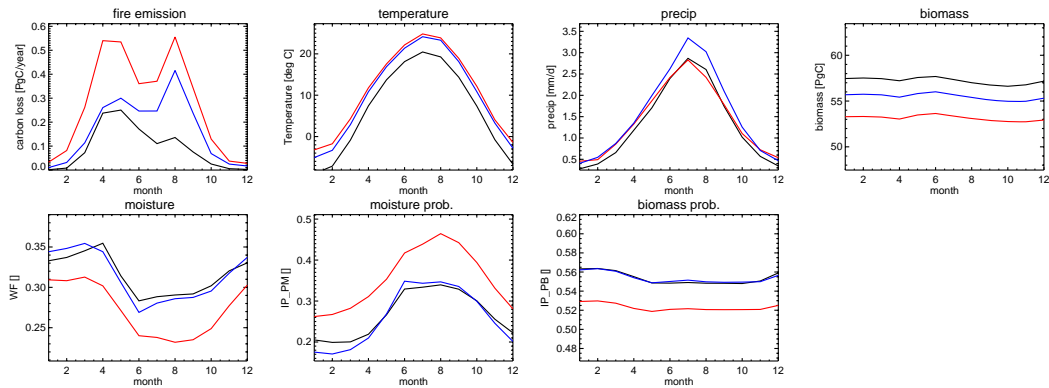 fire emission
carbon loss [PgC/year]
0.6
0.5
0.4
0.3
0.2
0.1
0.0
2 4 6 8 10 12
month
temperature
Temperature (deg C)
20
10
0
2 4 6 8 10 12
month
precip
precip [mm/d]
3.5
3.0
2.5
2.0
1.5
1.0
0.5
2 4 6 8 10 12
month
biomass
biomass [PgC]
60
55
50
2 4 6 8 10 12
month
moisture
WF []
0.35
0.30
0.25
2 4 6 8 10 12
month
moisture prob.
IP_PM []
0.5
0.4
0.3
0.2
2 4 6 8 10 12
month
biomass prob.
IP_PB []
0.62
0.60
0.58
0.56
0.54
0.52
0.50
0.48
2 4 6 8 10 12
month